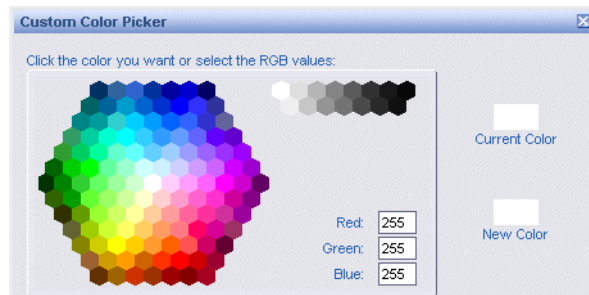 Custom Color Picker
Click the color you want or select the RGB values:
Current Color
Red: 255
Green: 255
Blue: 255
New Color